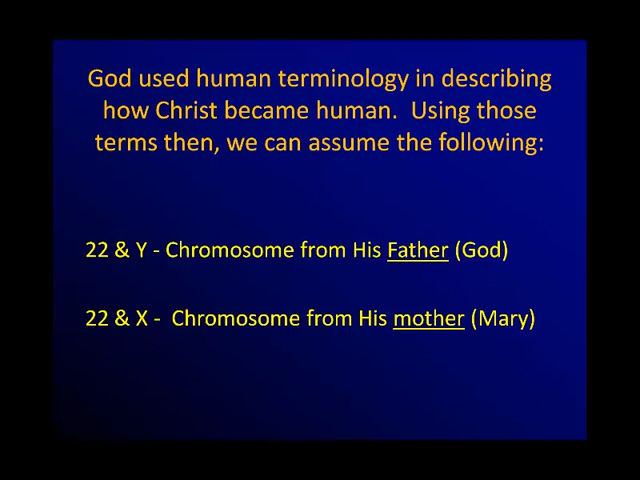 God used human terminology in describing
how Christ became human.  Using those
terms then, we can assume the following:
22 & Y - Chromosome from His Father (God)
22 & X -  Chromosome from His mother (Mary)